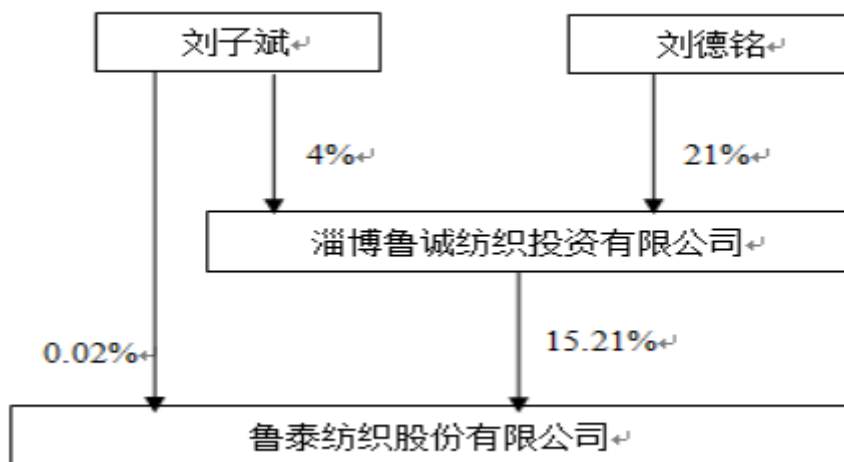 刘子斌
刘德铭
4%
21%
淄博鲁诚纺织投资有限公司
0.02%
15.21%
鲁泰纺织股份有限公司